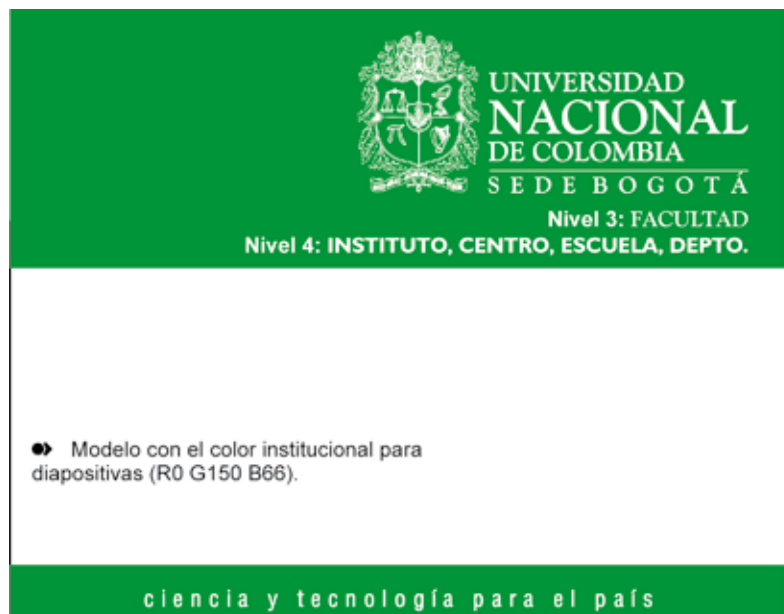 UNIVERSIDAD
NACIONAL
DE COLOMBIA
SEDE BOGOTÁ
Nivel 3: FACULTAD
Nivel 4: INSTITUTO, CENTRO, ESCUELA, DEPTO.
Modelo con el color institucional para
diapositivas (R0 G150 B66).
ciencia y tecnología para el país